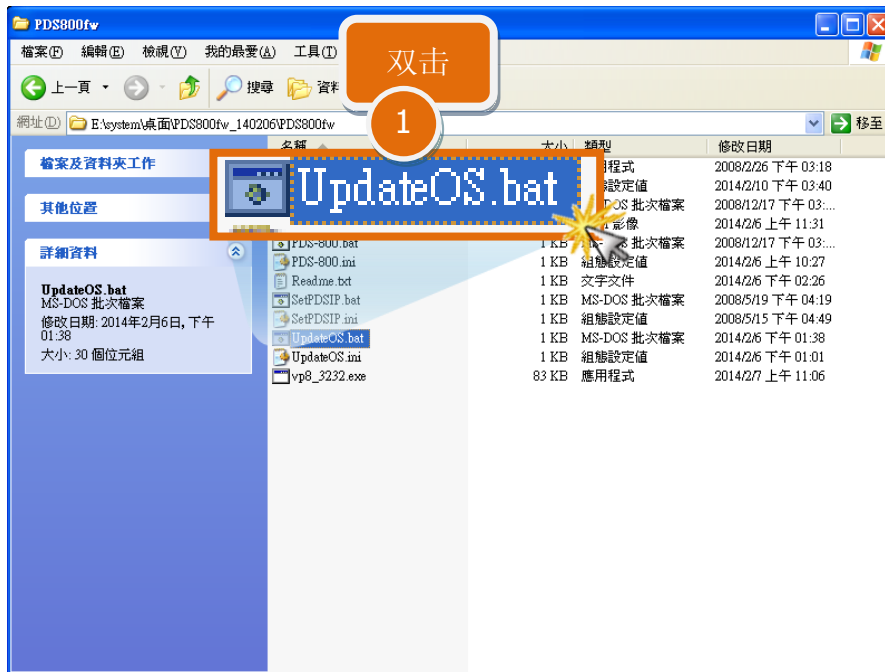 PDS800fw
檔案(F) 編輯(E) 檢視(V) 我的最愛(A) 工具(T)
双击
上一頁 搜尋
網址(D) E:\system\桌面\PDS800fw_140206\PDS800fw 移至
1
名稱 大小 類型 修改日期
檔案及資料夾工作
其他位置
詳細資料
UpdateOS.bat
MS-DOS 批次檔案
修改日期: 2014年2月6日, 下午
01:38
大小: 30 個位元組
UpdateOS.bat
用程式 2008/2/26 下午 03:18
態設定值 2014/2/10 下午 03:40
批次檔案 2008/12/17 下午 03:...
影像 2014/2/6 上午 11:31
PDS-800.bat 1 KB MS-DOS 批次檔案 2008/12/17 下午 03:...
PDS-800.ini 1 KB 組態設定值 2014/2/6 上午 10:27
Readme.txt 1 KB 文字文件 2014/2/6 下午 02:26
SetPDSIP.bat 1 KB MS-DOS 批次檔案 2008/5/19 下午 04:19
SetPDSIP.ini 1 KB 組態設定值 2008/5/15 下午 04:49
UpdateOS.bat 1 KB MS-DOS 批次檔案 2014/2/6 下午 01:38
UpdateOS.ini 1 KB 組態設定值 2014/2/6 下午 01:01
vp8_3232.exe 83 KB 應用程式 2014/2/7 上午 11:06